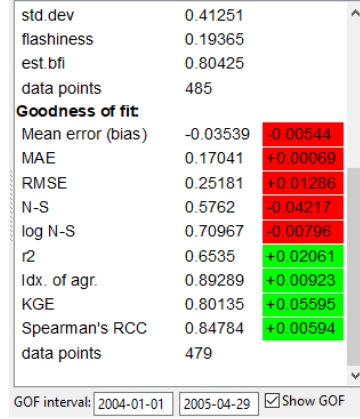 std.dev 0.41251
flashiness 0.19365
est.bfi 0.80425
data points 485
Goodness of fit:
Mean error (bias) -0.03539 -0.00544
MAE 0.17041 +0.00069
RMSE 0.25181 +0.01286
N-S 0.5762 -0.04217
log N-S 0.70967 -0.00796
r2 0.6535 +0.02061
Idx. of agr. 0.89289 +0.00923
KGE 0.80135 +0.05595
Spearman's RCC 0.84784 +0.00594
data points 479
GOF interval: 2004-01-01 2005-04-29 Show GOF